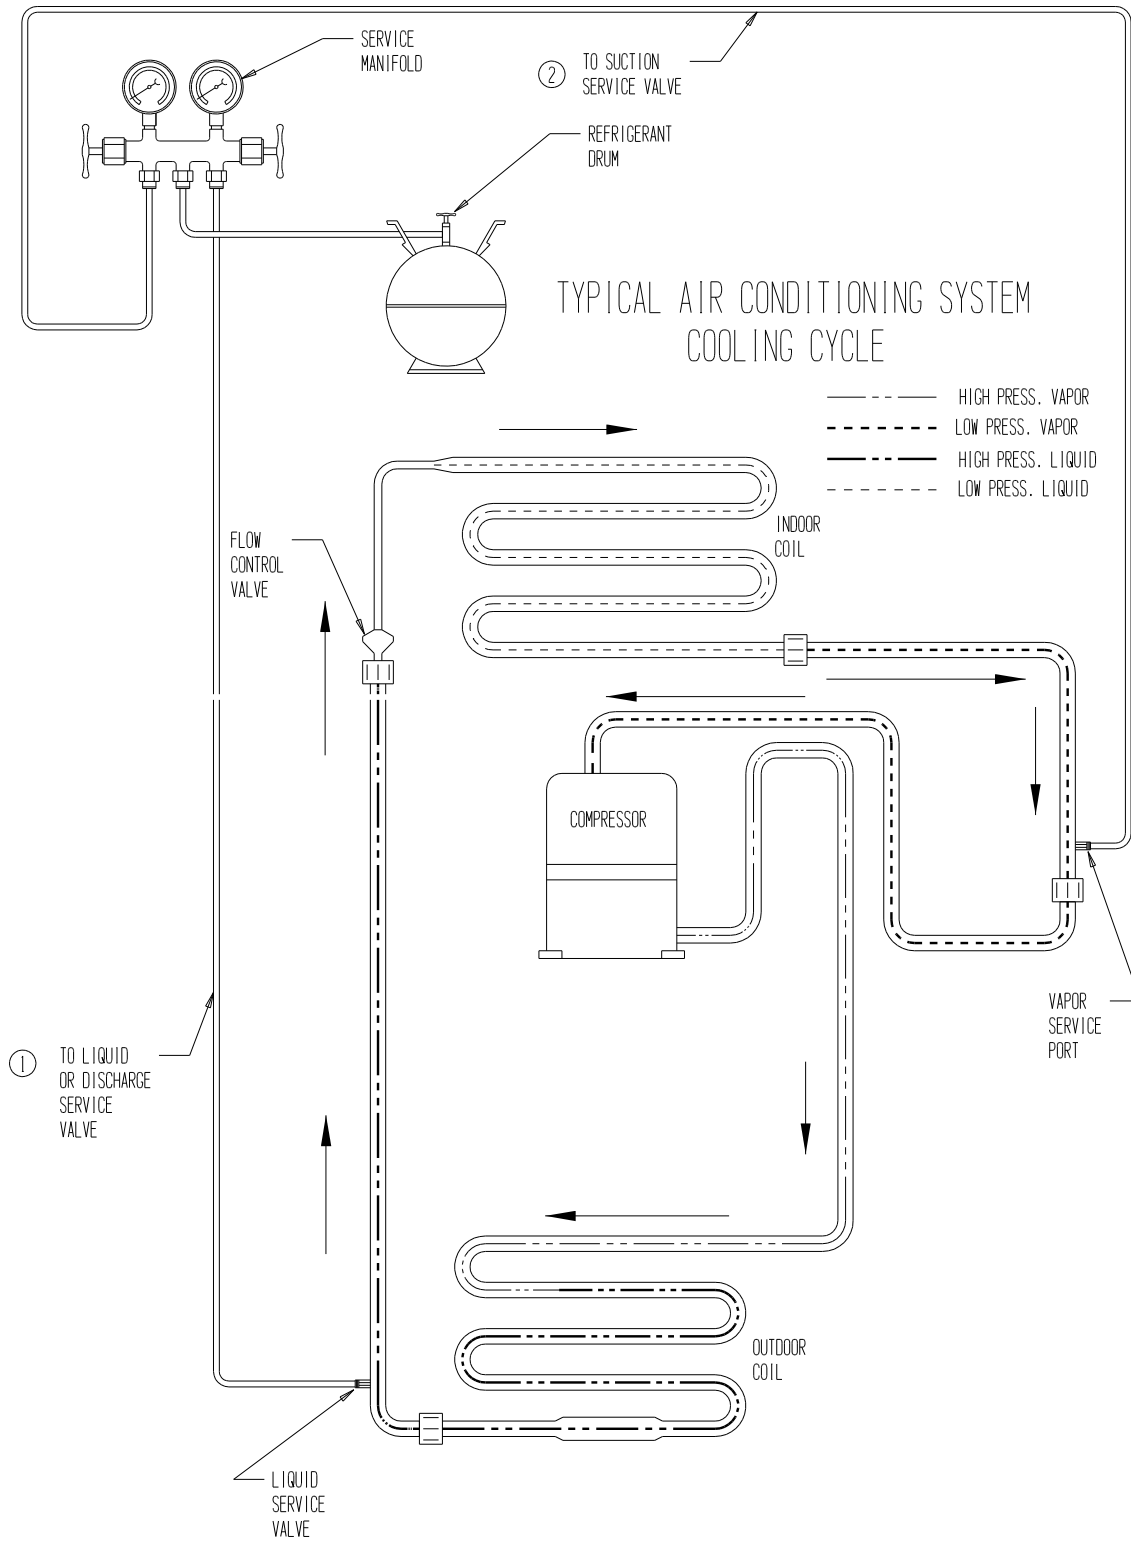 SERVICE
MANIFOLD
2
TO SUCTION
SERVICE VALVE
REFRIGERANT
DRUM
TYPICAL AIR CONDITIONING SYSTEM
COOLING CYCLE
HIGH PRESS. VAPOR
LOW PRESS. VAPOR
HIGH PRESS. LIQUID
LOW PRESS. LIQUID
INDOOR
COIL
FLOW
CONTROL
VALVE
COMPRESSOR
VAPOR
SERVICE
PORT
1
TO LIQUID
OR DISCHARGE
SERVICE
VALVE
OUTDOOR
COIL
LIQUID
SERVICE
VALVE